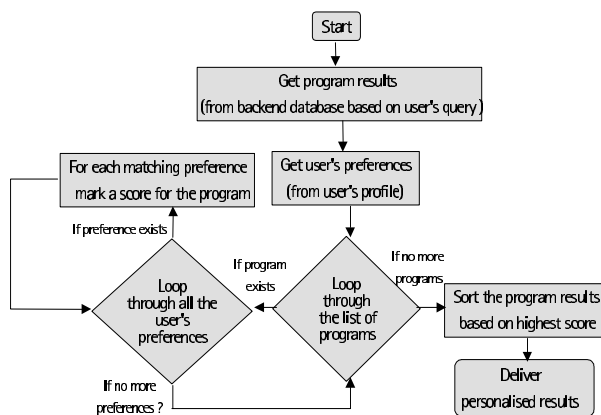 Start
Get program results
(from backend database based on user's query)
For each matching preference
mark a score for the program
Get user's preferences
(from user's profile)
If preference exists
If program
exists
If no more
programs
Loop
through all the
user's
preferences
Loop
through
the list of
programs
Sort the program results
based on highest score
If no more
preferences ?
Deliver
personalised results